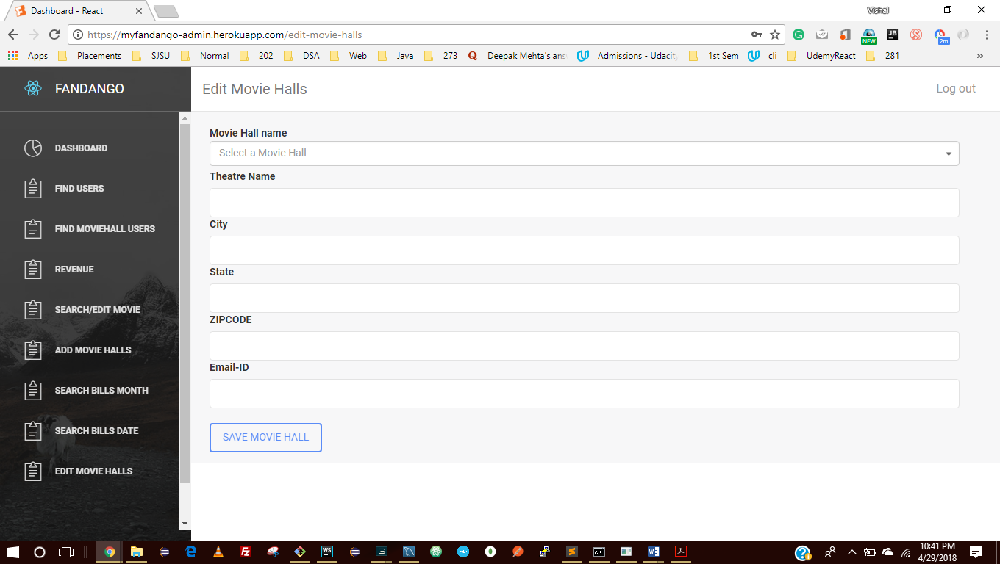 Dashboard - React
Vishal
https://myfandango-admin.herokuapp.com/edit-movie-halls
NEW
JB
2m
Apps Placements SJSU Normal 202 DSA Web Java 273 Deepak Mehta's ans Admissions - Udacity 1st Sem cli UdemyReact 281 »
FANDANGO
Edit Movie Halls
Log out
DASHBOARD
FIND USERS
FIND MOVIEHALL USERS
REVENUE
SEARCH/EDIT MOVIE
ADD MOVIE HALLS
SEARCH BILLS MONTH
SEARCH BILLS DATE
EDIT MOVIE HALLS
Movie Hall name
Select a Movie Hall
Theatre Name
City
State
ZIPCODE
Email-ID
SAVE MOVIE HALL
WS
10:41 PM
4/29/2018